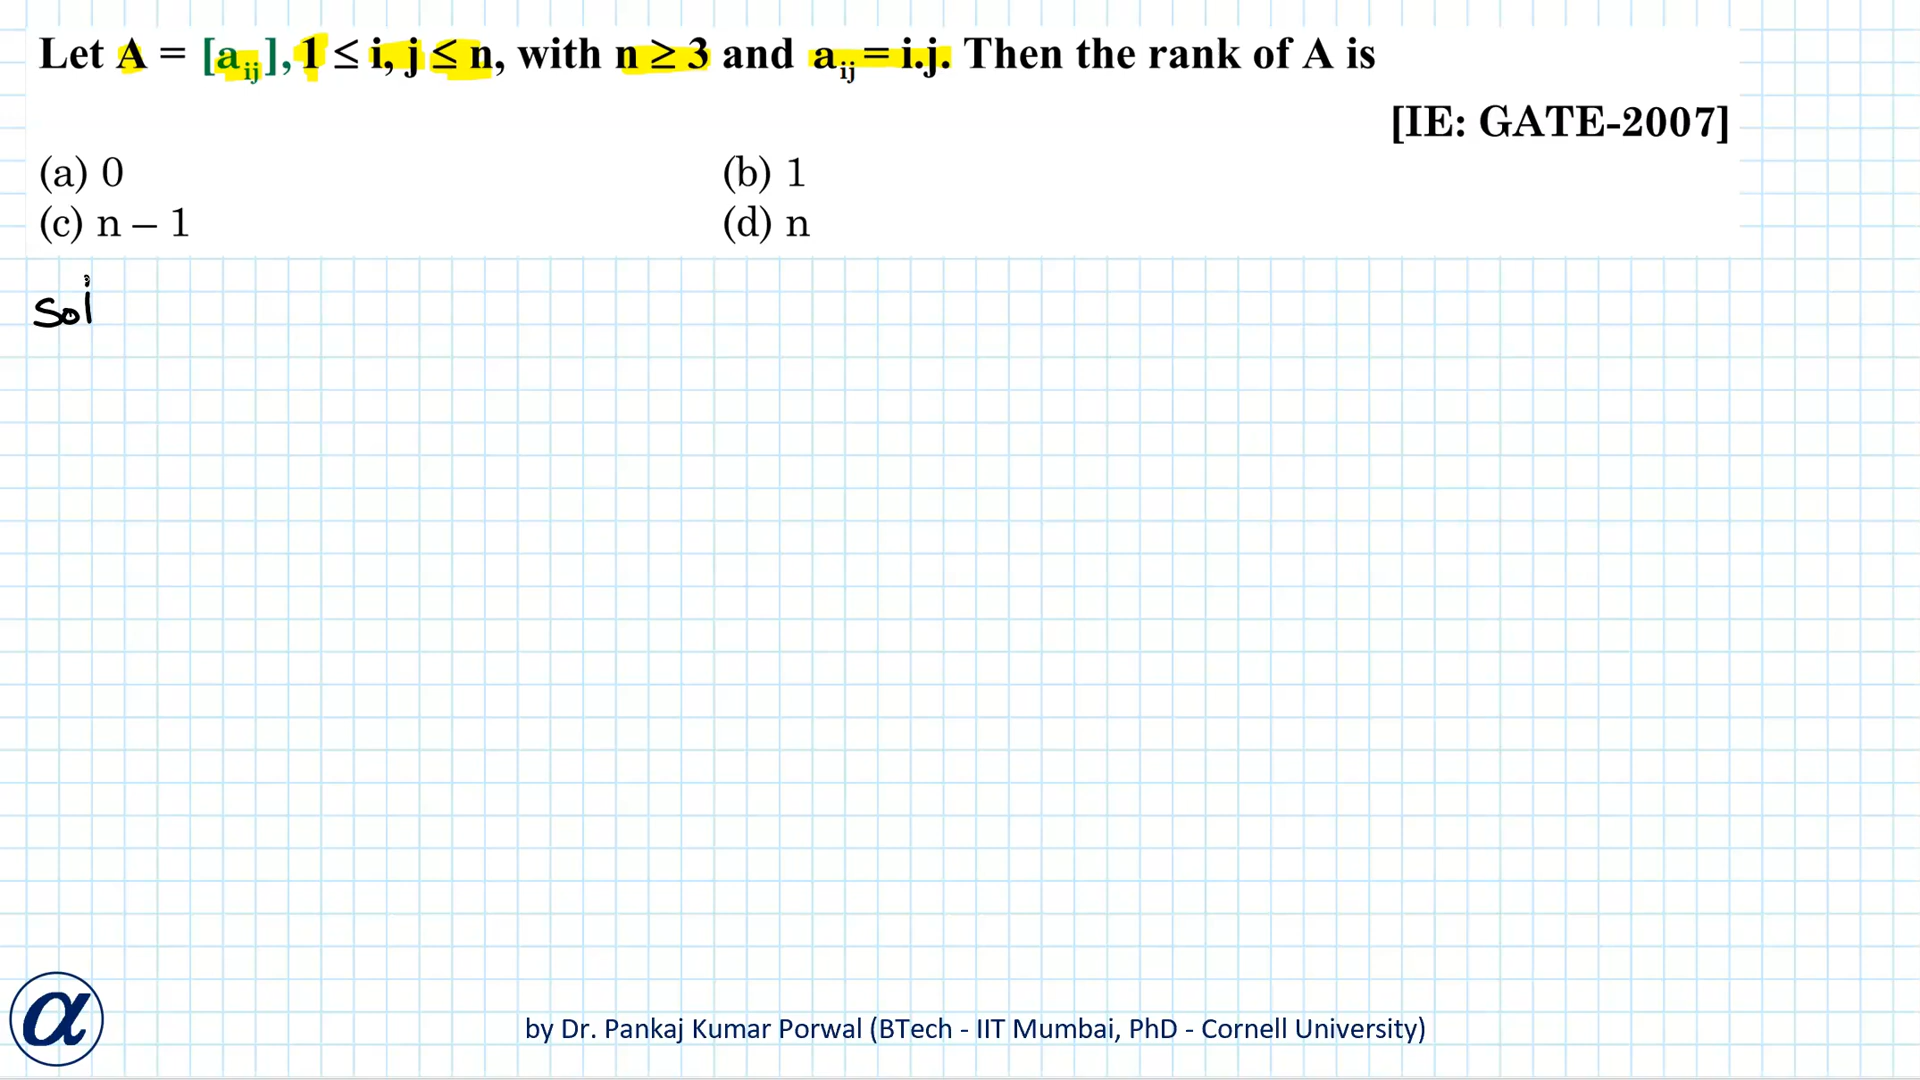 Let A = [aij], 1 ≤ i, j ≤ n, with n ≥ 3 and aij = i.j. Then the rank of A is
[IE: GATE-2007]
(a) 0 (b) 1
(c) n – 1 (d) n
Sol
α
by Dr. Pankaj Kumar Porwal (BTech - IIT Mumbai, PhD - Cornell University)